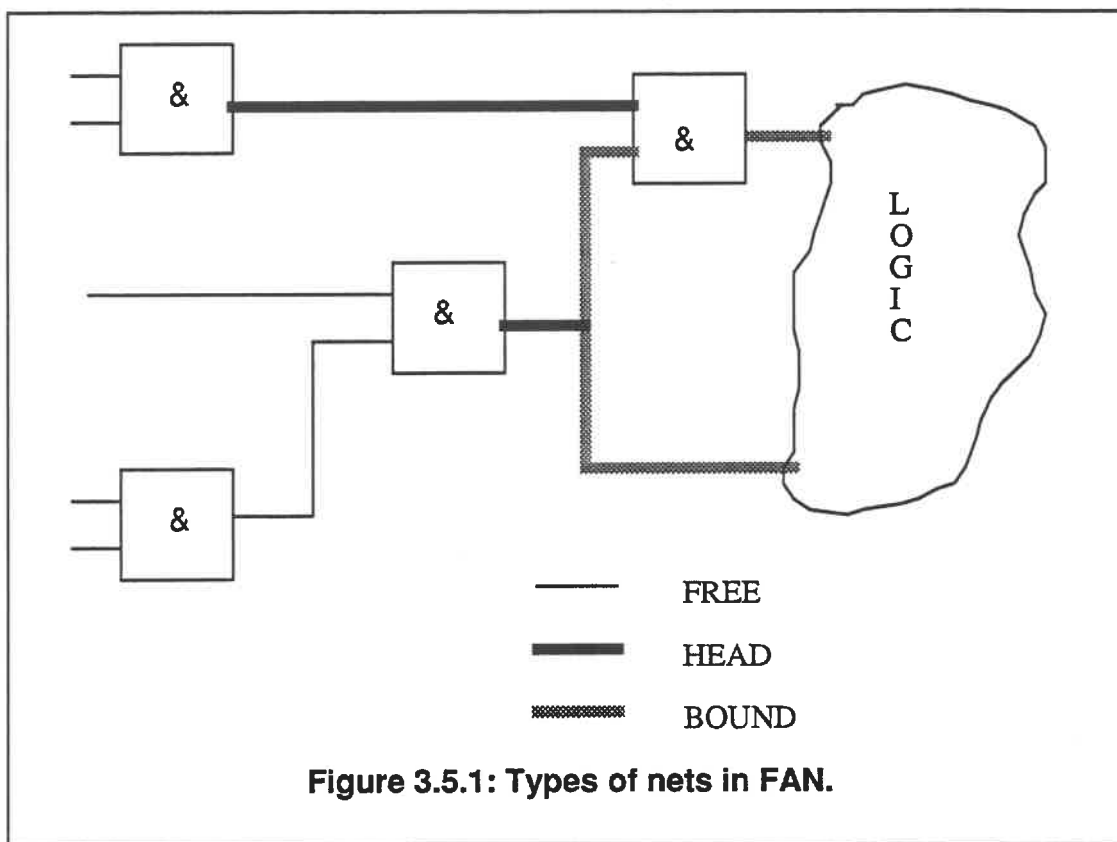 &
&
&
&
L
O
G
I
C
FREE
HEAD
BOUND
Figure 3.5.1: Types of nets in FAN.